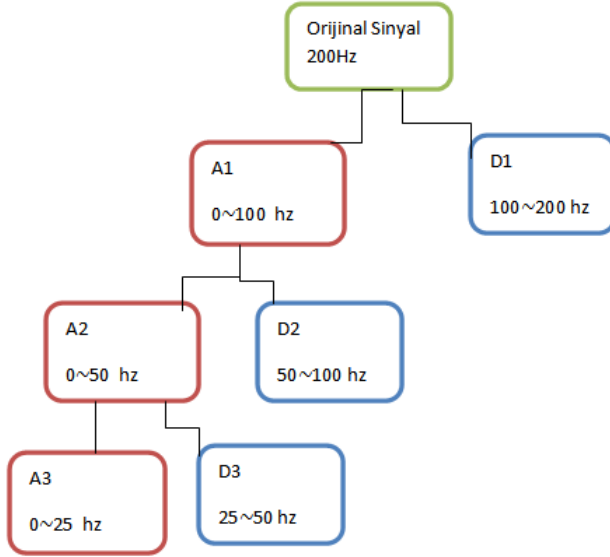 Orijinal Sinyal
200Hz
A1
0~100 hz
D1
100~200 hz
A2
0~50 hz
D2
50~100 hz
A3
0~25 hz
D3
25~50 hz